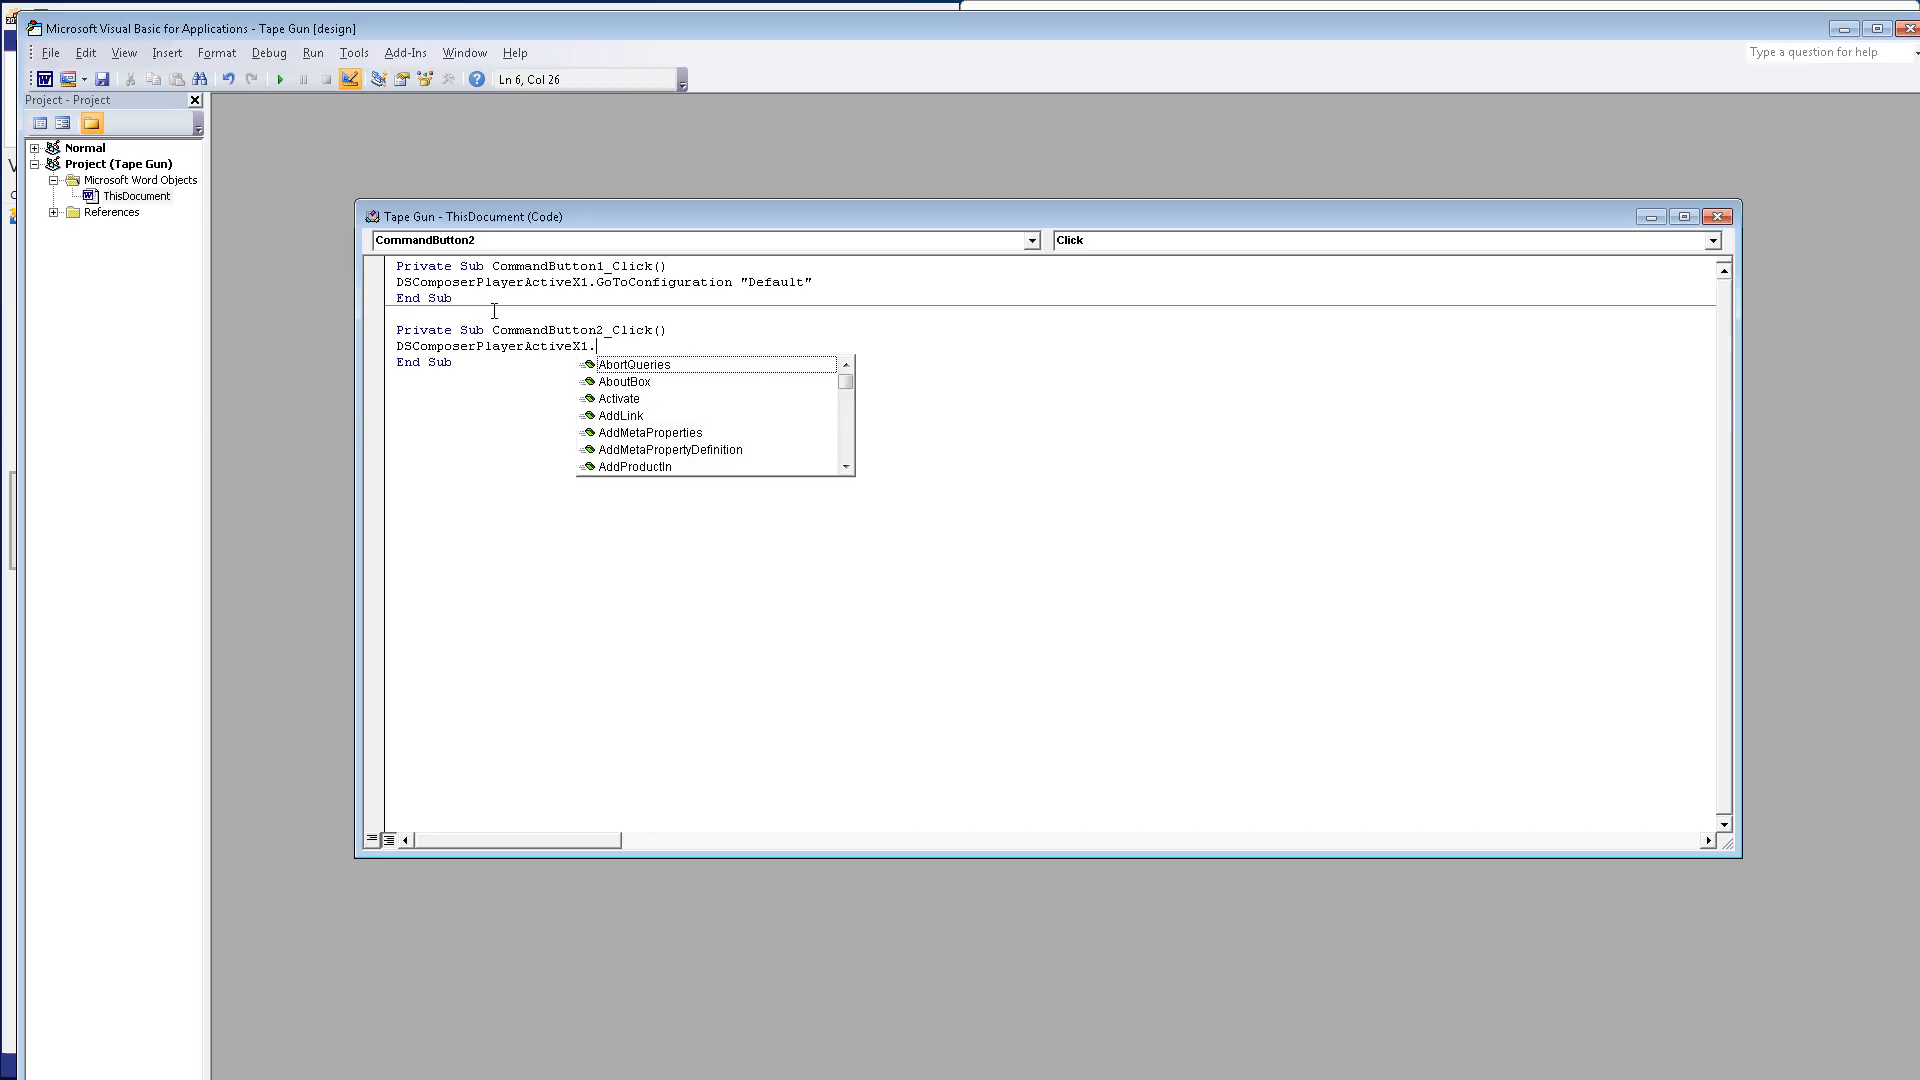 Microsoft Visual Basic for Applications - Tape Gun [design]
File Edit View Insert Format Debug Run Tools Add-Ins Window Help
Type a question for help
Ln 6, Col 26
Project - Project
Normal
Project (Tape Gun)
Microsoft Word Objects
ThisDocument
References
Tape Gun - ThisDocument (Code)
CommandButton2
Click
Private Sub CommandButton1_Click()
DSComposerPlayerActiveX1.GoToConfiguration "Default"
End Sub
Private Sub CommandButton2_Click()
DSComposerPlayerActiveX1.
End Sub
AbortQueries
AboutBox
Activate
AddLink
AddMetaProperties
AddMetaPropertyDefinition
AddProductIn